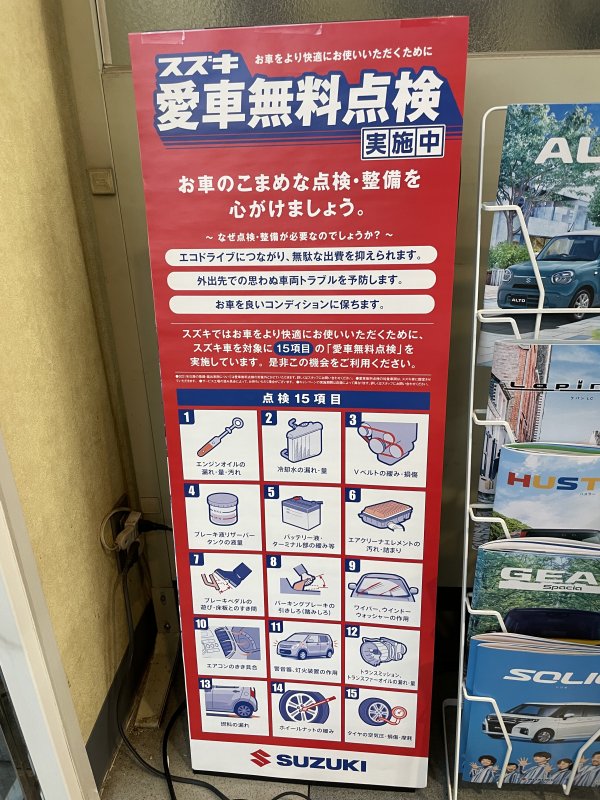 お車をより快適にお使いいただくために
スズキ
愛車無料点検
実施中
お車のこまめな点検・整備を
心がけましょう。
～ なぜ点検・整備が必要なのでしょうか? ～
エコドライブにつながり、無駄な出費を抑えられます。
外出先での思わぬ車両トラブルを予防します。
お車を良いコンディションに保ちます。
スズキではお車をより快適にお使いいただくために、
スズキ車を対象に 15項目 の「愛車無料点検」を
実施しています。是非この機会をご利用ください。
点検 15項目
1
エンジンオイルの
漏れ・量・汚れ
2
冷却水の漏れ・量
3
Vベルトの緩み・損傷
4
ブレーキ液リザーバー
タンクの液量
5
バッテリー液・
ターミナル部の緩み等
6
エアクリーナエレメントの
汚れ・詰まり
7
ブレーキペダルの
遊び・床板とのすき間
8
パーキングブレーキの
引きしろ(踏みしろ)
9
ワイパー、ウインドー
ウォッシャーの作用
10
エアコンのきき具合
11
警音器、灯火装置の作用
12
トランスミッション、
トランスファーオイルの漏れ・量
13
燃料の漏れ
14
ホイールナットの緩み
15
タイヤの空気圧・損傷・摩耗
SUZUKI
AL
ALTO
Lapin
HUST
GEA
Spacia
SOLIO